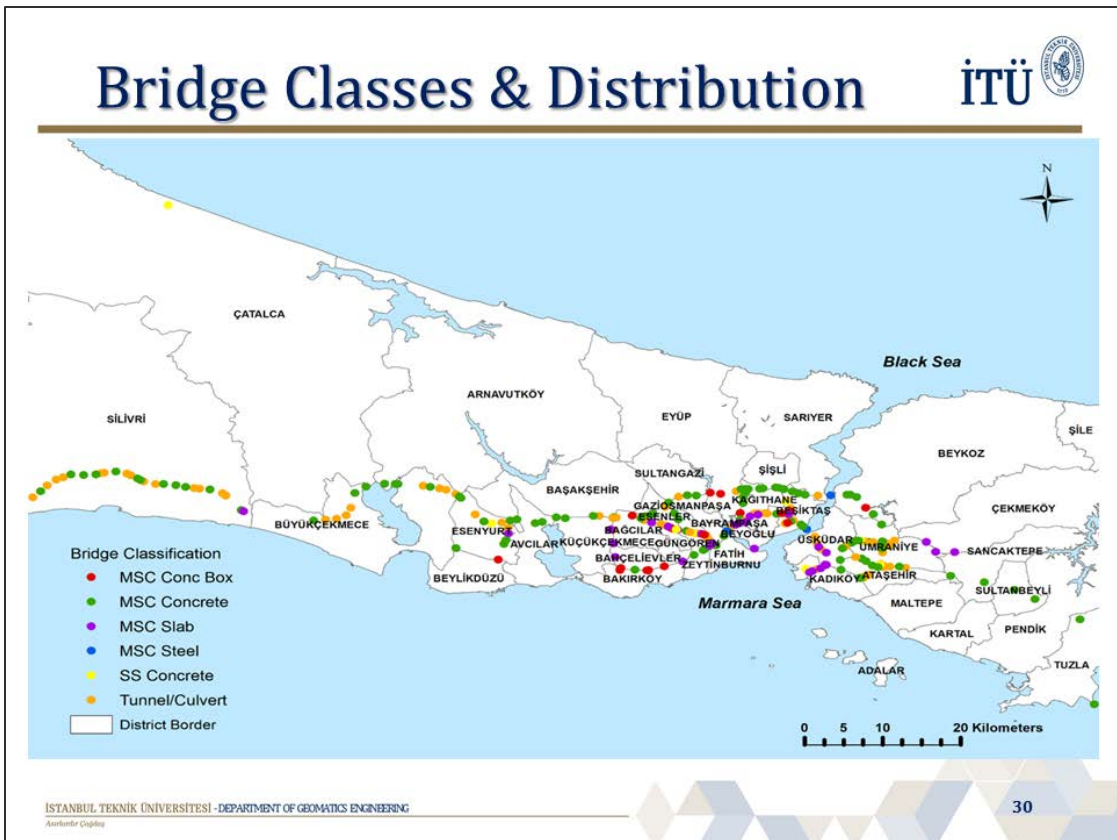 Bridge Classes & Distribution
İTÜ
N
ÇATALCA
Black Sea
ARNAVUTKÖY
SİLİVRİ
EYÜP
SARIYER
ŞİLE
BEYKOZ
SULTANGAZİ
ŞİŞLİ
BAŞAKŞEHİR
KAĞITHANE
ÇEKMEKÖY
GAZİOSMANPAŞA
BEŞİKTAŞ
ESENLER
BÜYÜKÇEKMECE
BAYRAMPAŞA
ESENYURT
BAĞCILAR
BEYOĞLU
AVCILAR
KÜÇÜKÇEKMECE
GÜNGÖREN
ÜSKÜDAR
ÜMRANİYE
SANCAKTEPE
FATİH
BAHÇELİEVLER
ZEYTİNBURNU
BEYLİKDÜZÜ
BAKIRKÖY
KADIKÖY
ATAŞEHİR
SULTANBEYLİ
Marmara Sea
MALTEPE
KARTAL
PENDİK
TUZLA
ADALAR
Bridge Classification
MSC Conc Box
MSC Concrete
MSC Slab
MSC Steel
SS Concrete
Tunnel/Culvert
District Border
0 5 10 20 Kilometers
İSTANBUL TEKNİK ÜNİVERSİTESİ - DEPARTMENT OF GEOMATICS ENGINEERING
Asırlardır Çağdaş
30